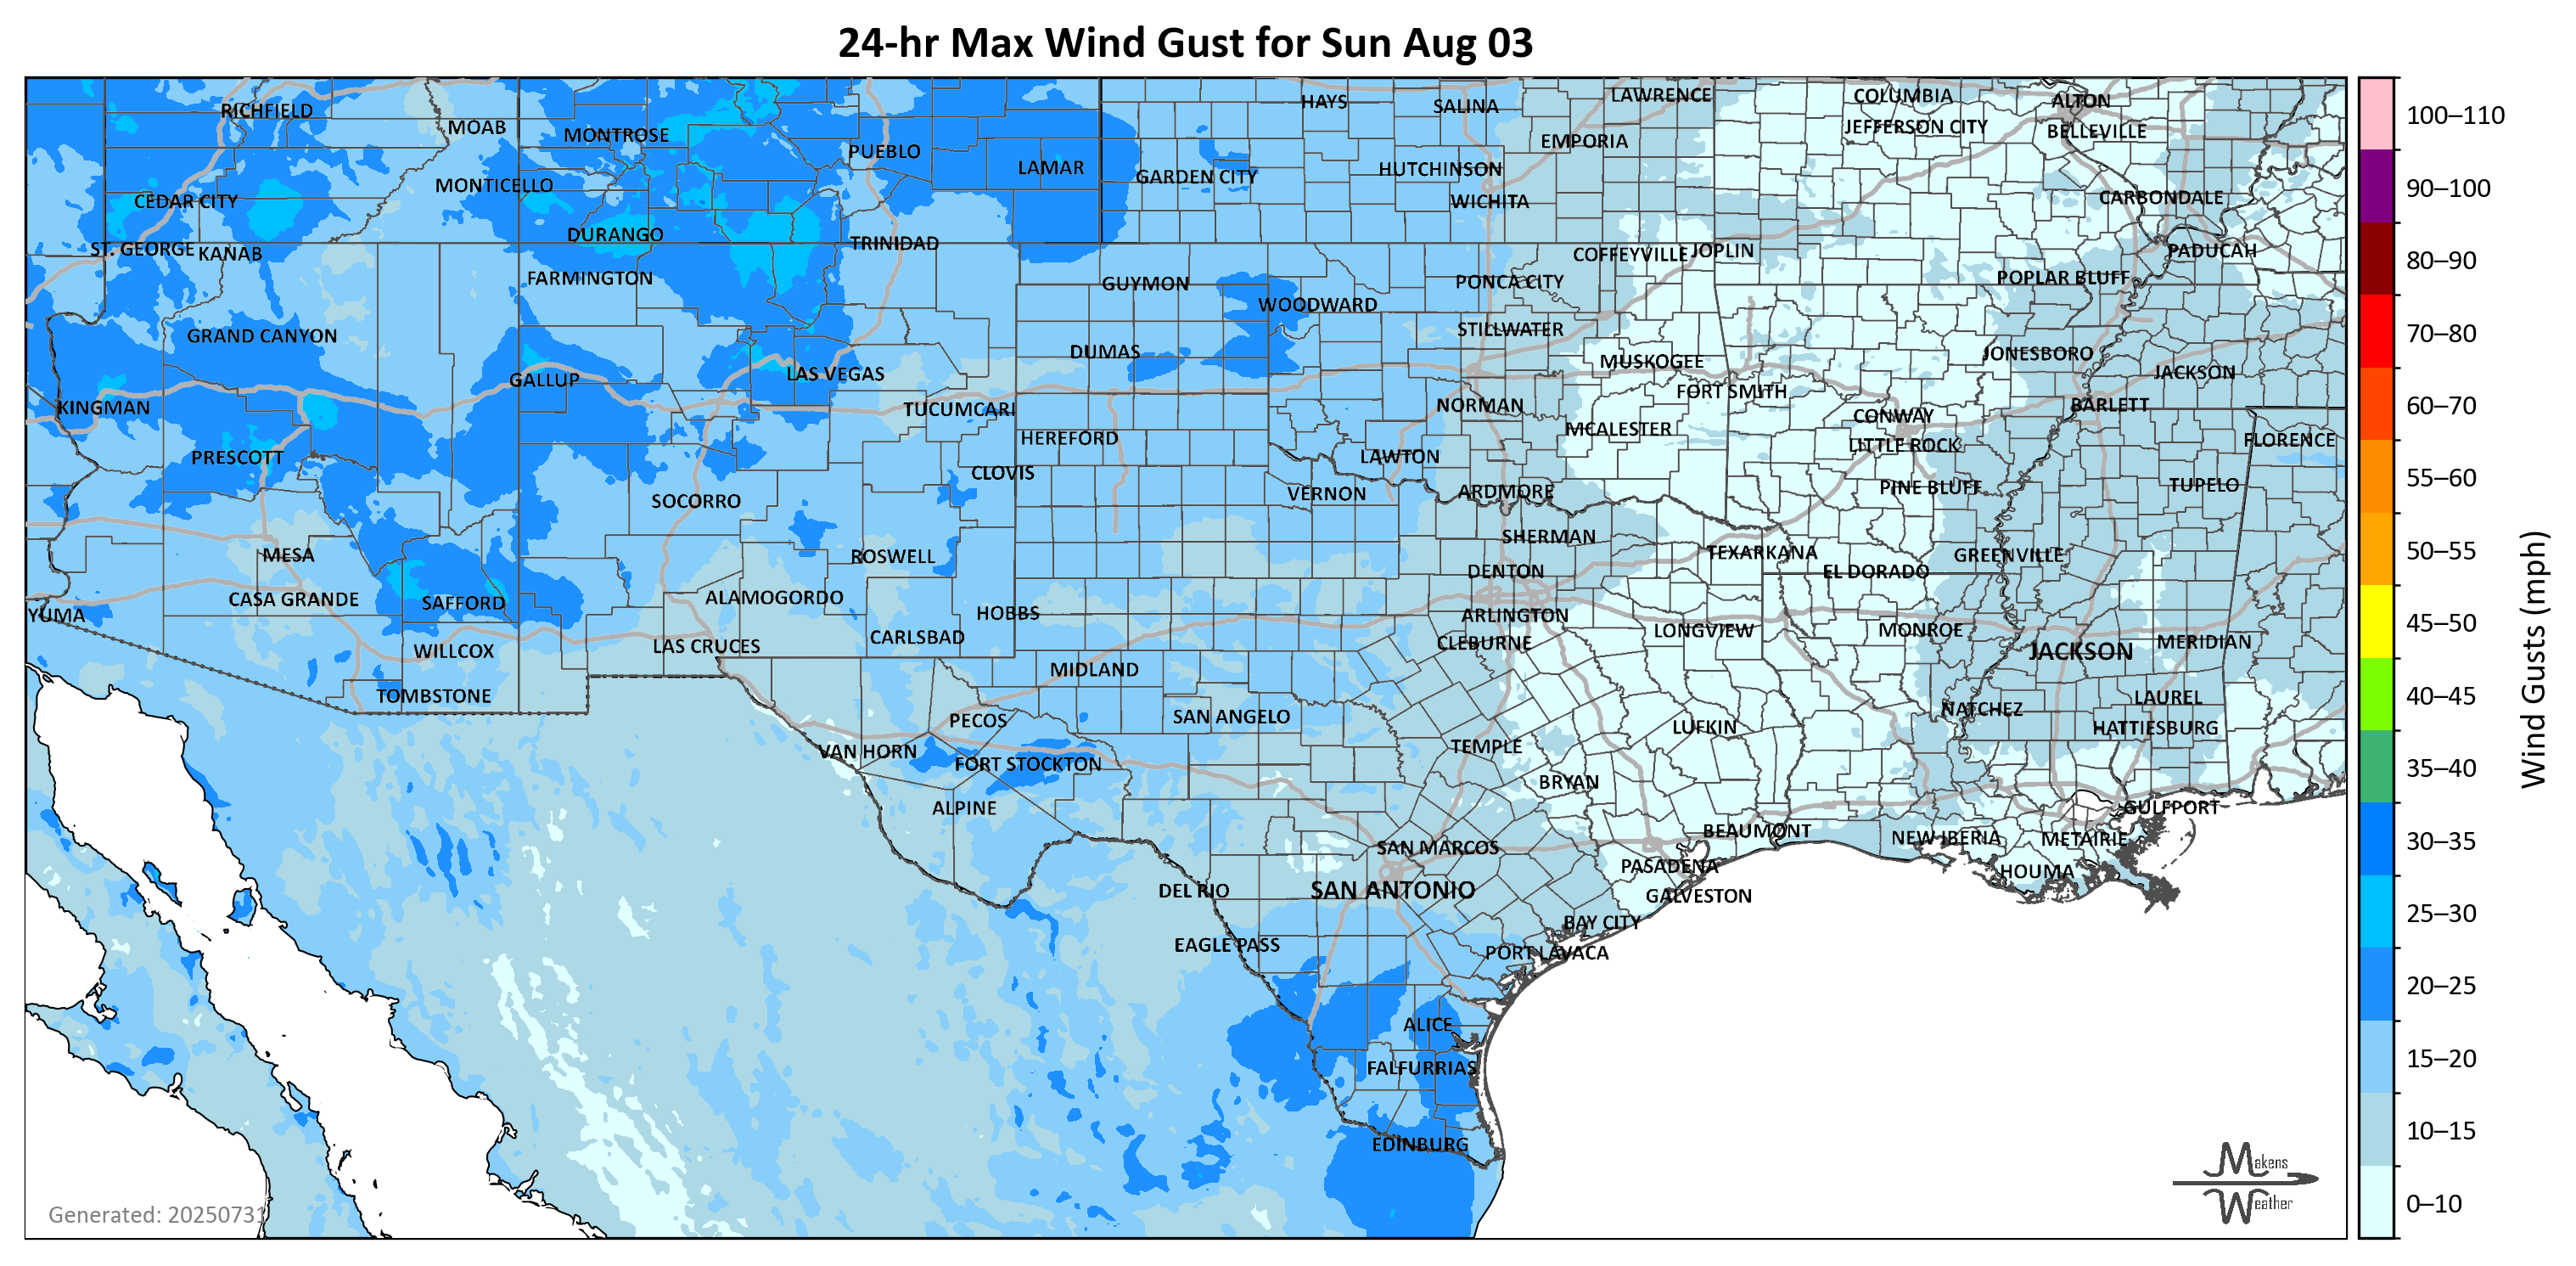 24-hr Max Wind Gust for Sun Aug 03
RICHFIELD
MOAB
MONTROSE
PUEBLO
LAMAR
HAYS
SALINA
LAWRENCE
EMPORIA
COLUMBIA
JEFFERSON CITY
ALTON
BELLEVILLE
CEDAR CITY
MONTICELLO
GARDEN CITY
HUTCHINSON
WICHITA
CARBONDALE
ST. GEORGE
KANAB
DURANGO
TRINIDAD
COFFEYVILLE
JOPLIN
PADUCAH
FARMINGTON
GUYMON
WOODWARD
PONCA CITY
POPLAR BLUFF
GRAND CANYON
STILLWATER
DUMAS
MUSKOGEE
JONESBORO
GALLUP
LAS VEGAS
FORT SMITH
JACKSON
KINGMAN
TUCUMCARI
NORMAN
CONWAY
BARLETT
MCALESTER
HEREFORD
LITTLE ROCK
FLORENCE
PRESCOTT
CLOVIS
LAWTON
SOCORRO
VERNON
ARDMORE
PINE BLUFF
TUPELO
SHERMAN
MESA
ROSWELL
TEXARKANA
GREENVILLE
DENTON
EL DORADO
CASA GRANDE
SAFFORD
ALAMOGORDO
HOBBS
ARLINGTON
YUMA
LAS CRUCES
CARLSBAD
CLEBURNE
LONGVIEW
MONROE
WILLCOX
MIDLAND
JACKSON
MERIDIAN
TOMBSTONE
PECOS
SAN ANGELO
NATCHEZ
LAUREL
LUFKIN
HATTIESBURG
VAN HORN
FORT STOCKTON
TEMPLE
BRYAN
ALPINE
GULFPORT
BEAUMONT
NEW IBERIA
METAIRIE
SAN MARCOS
PASADENA
HOUMA
DEL RIO
SAN ANTONIO
GALVESTON
BAY CITY
EAGLE PASS
PORT LAVACA
ALICE
FALFURRIAS
EDINBURG
Generated: 20250731
Makens
Weather
100–110
90–100
80–90
70–80
60–70
55–60
50–55
45–50
40–45
35–40
30–35
25–30
20–25
15–20
10–15
0–10
Wind Gusts (mph)